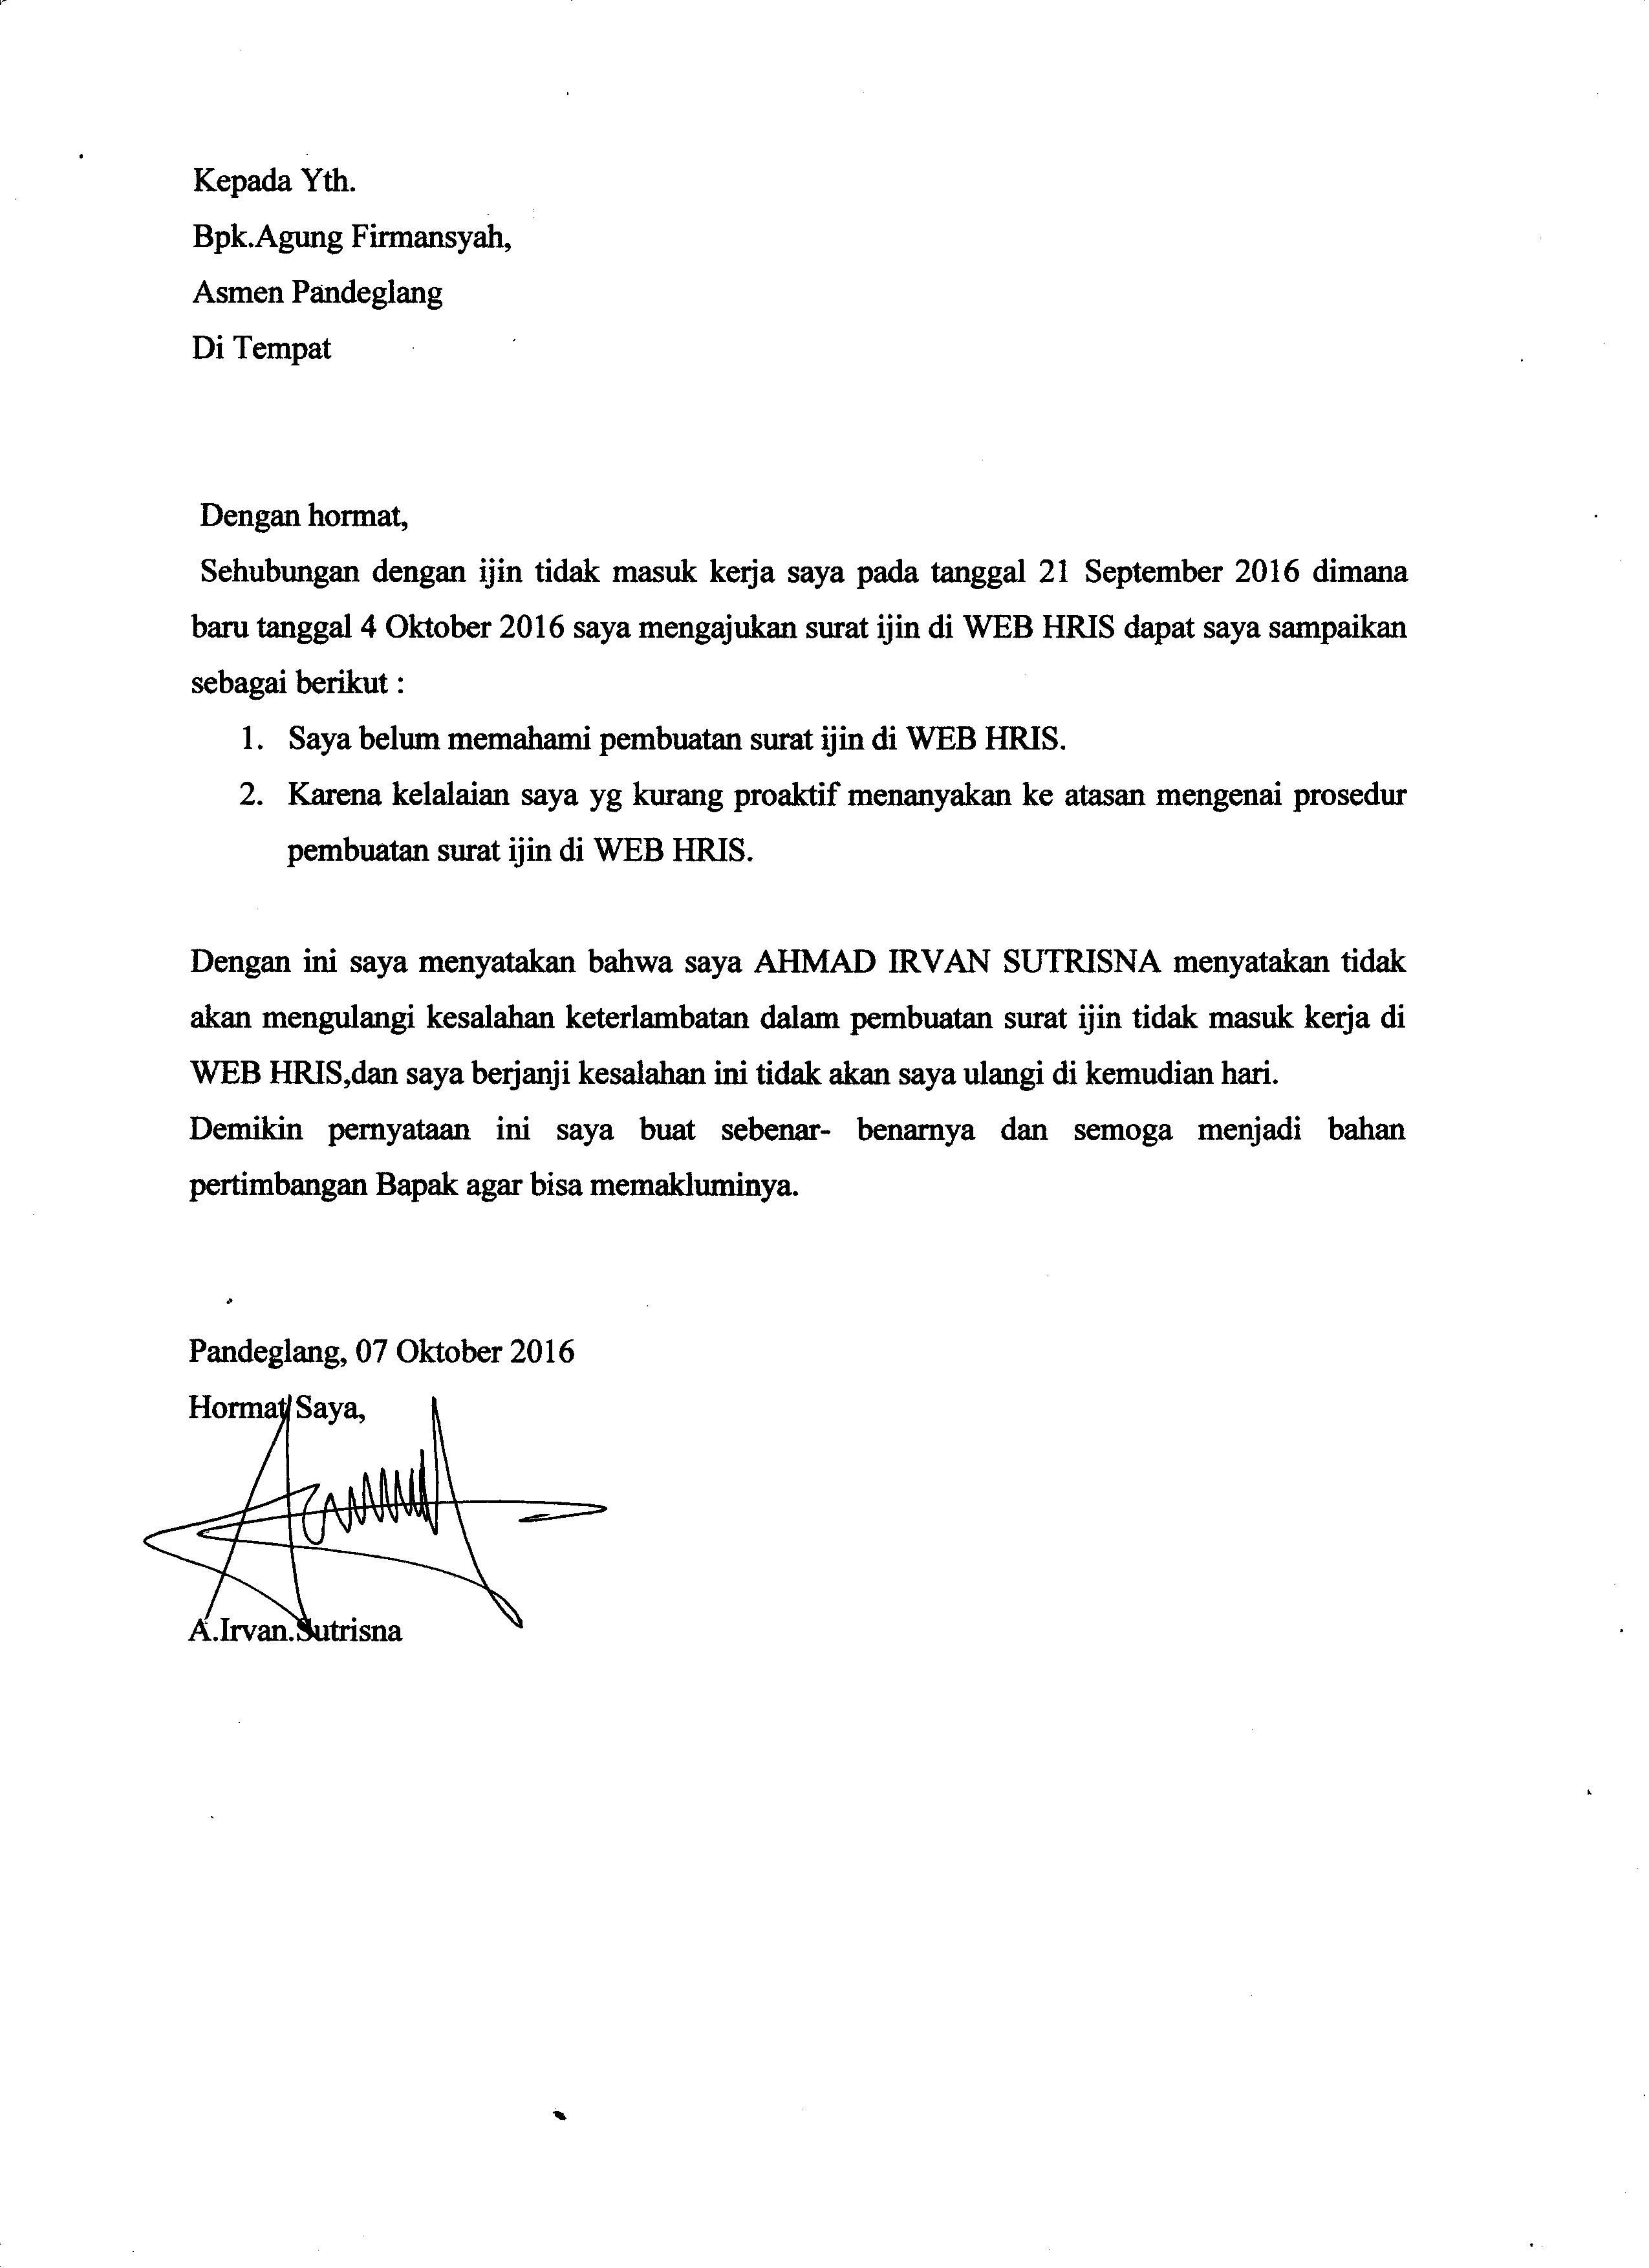 Kepada Yth.
Bpk.Agung Firmansyah,
Asmen Pandeglang
Di Tempat
Dengan hormat,
Sehubungan dengan ijin tidak masuk kerja saya pada tanggal 21 September 2016 dimana
baru tanggal 4 Oktober 2016 saya mengajukan surat ijin di WEB HRIS dapat saya sampaikan
sebagai berikut :
1. Saya belum memahami pembuatan surat ijin di WEB HRIS.
2. Karena kelalaian saya yg kurang proaktif menanyakan ke atasan mengenai prosedur
pembuatan surat ijin di WEB HRIS.
Dengan ini saya menyatakan bahwa saya AHMAD IRVAN SUTRISNA menyatakan tidak
akan mengulangi kesalahan keterlambatan dalam pembuatan surat ijin tidak masuk kerja di
WEB HRIS,dan saya berjanji kesalahan ini tidak akan saya ulangi di kemudian hari.
Demikin pernyataan ini saya buat sebenar- benarnya dan semoga menjadi bahan
pertimbangan Bapak agar bisa memakluminya.
Pandeglang, 07 Oktober 2016
Hormat Saya,
A.Irvan.Sutrisna